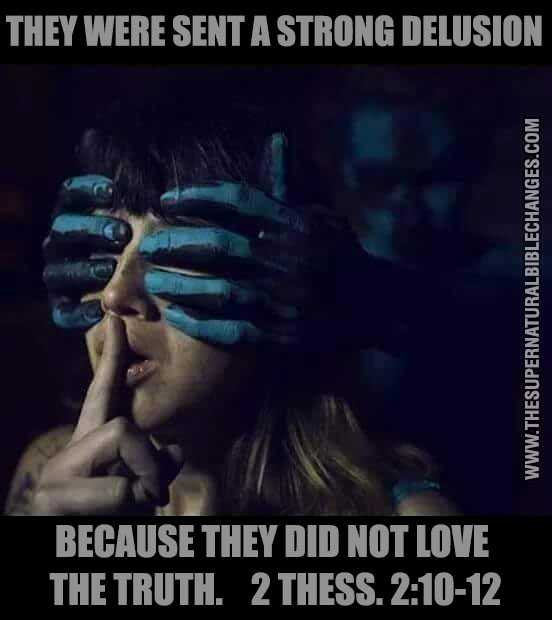 THEY WERE SENT A STRONG DELUSION
WWW.THESUPERNATURALBIBLECHANGES.COM
BECAUSE THEY DID NOT LOVE
THE TRUTH. 2 THESS. 2:10-12